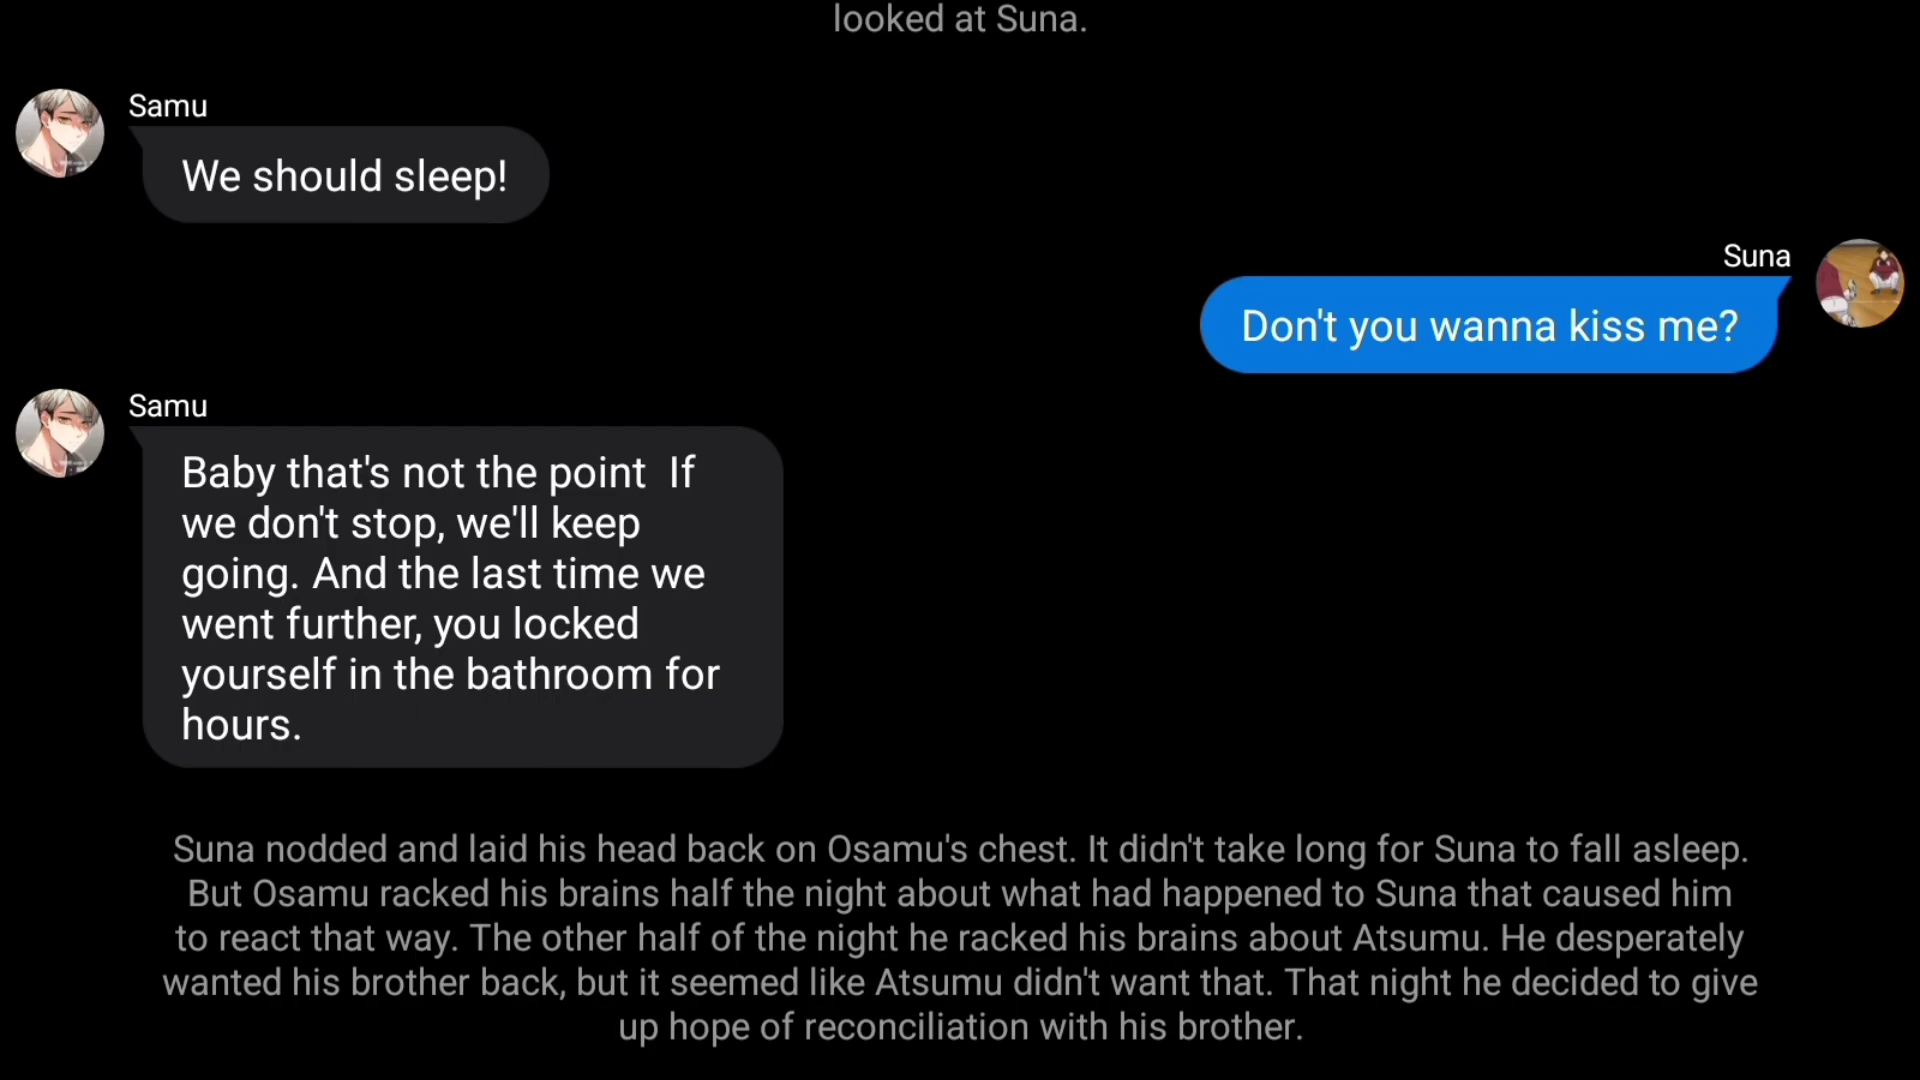 looked at Suna.
Samu
We should sleep!
Suna
Don't you wanna kiss me?
Samu
Baby that's not the point  If
we don't stop, we'll keep
going. And the last time we
went further, you locked
yourself in the bathroom for
hours.
Suna nodded and laid his head back on Osamu's chest. It didn't take long for Suna to fall asleep.
But Osamu racked his brains half the night about what had happened to Suna that caused him
to react that way. The other half of the night he racked his brains about Atsumu. He desperately
wanted his brother back, but it seemed like Atsumu didn't want that. That night he decided to give
up hope of reconciliation with his brother.